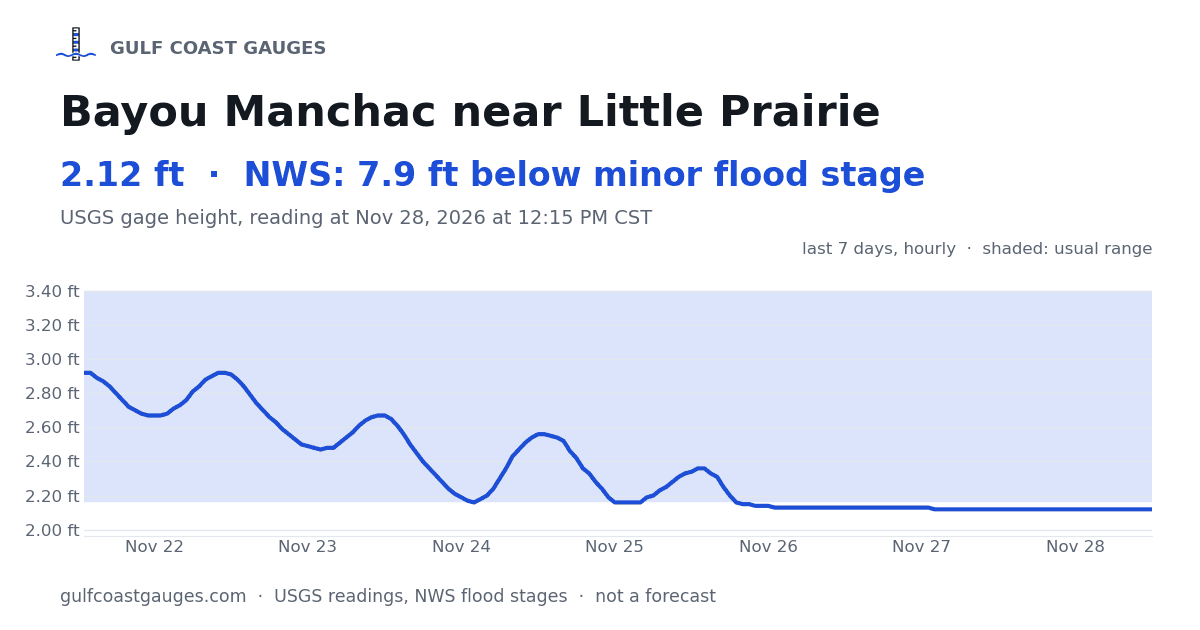 GULF COAST GAUGES
Bayou Manchac near Little Prairie
2.12 ft · NWS: 7.9 ft below minor flood stage
USGS gage height, reading at Nov 28, 2026 at 12:15 PM CST
last 7 days, hourly · shaded: usual range
3.40 ft
3.20 ft
3.00 ft
2.80 ft
2.60 ft
2.40 ft
2.20 ft
2.00 ft
Nov 22 Nov 23 Nov 24 Nov 25 Nov 26 Nov 27 Nov 28
gulfcoastgauges.com · USGS readings, NWS flood stages · not a forecast